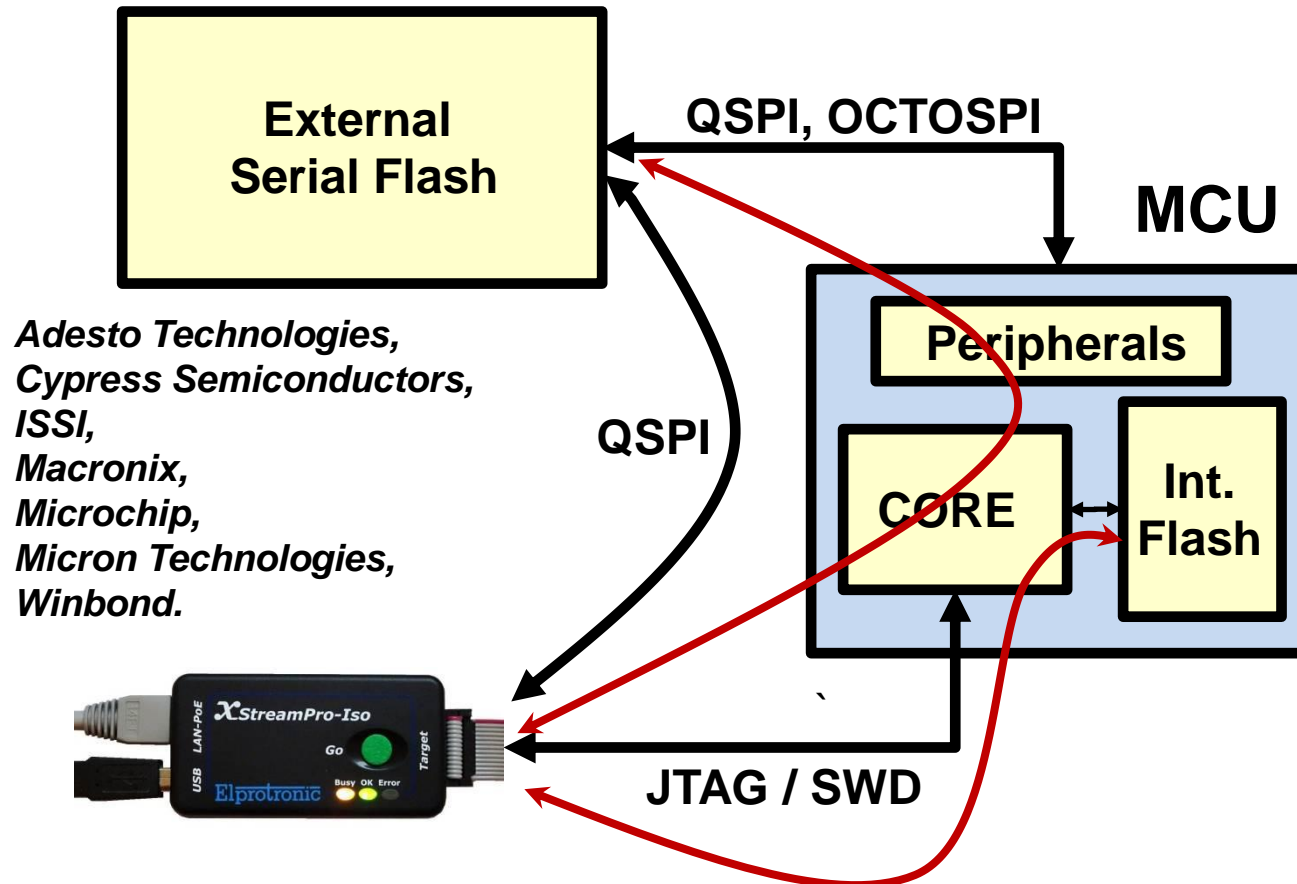 External
Serial Flash
QSPI, OCTOSPI
MCU
Peripherals
CORE
Int.
Flash
QSPI
Adesto Technologies,
Cypress Semiconductors,
ISSI,
Macronix,
Microchip,
Micron Technologies,
Winbond.
`
JTAG / SWD
USB LAN-PoE
XStreamPro-Iso
Go
Target
Busy OK Error
Elprotronic